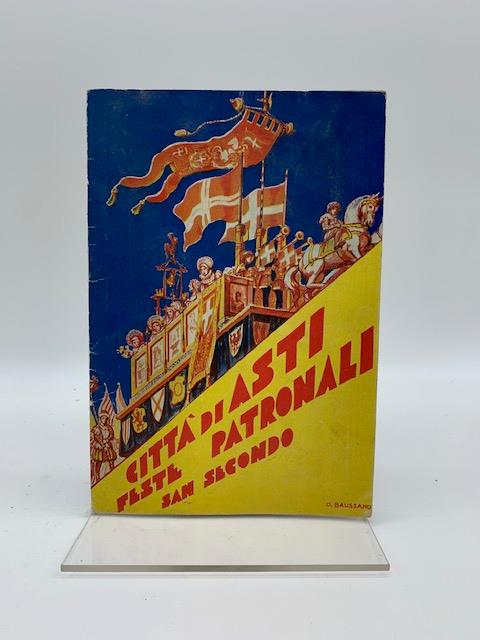 CITTÀ DI ASTI
FESTE PATRONALI
SAN SECONDO
O. BAUSSANO